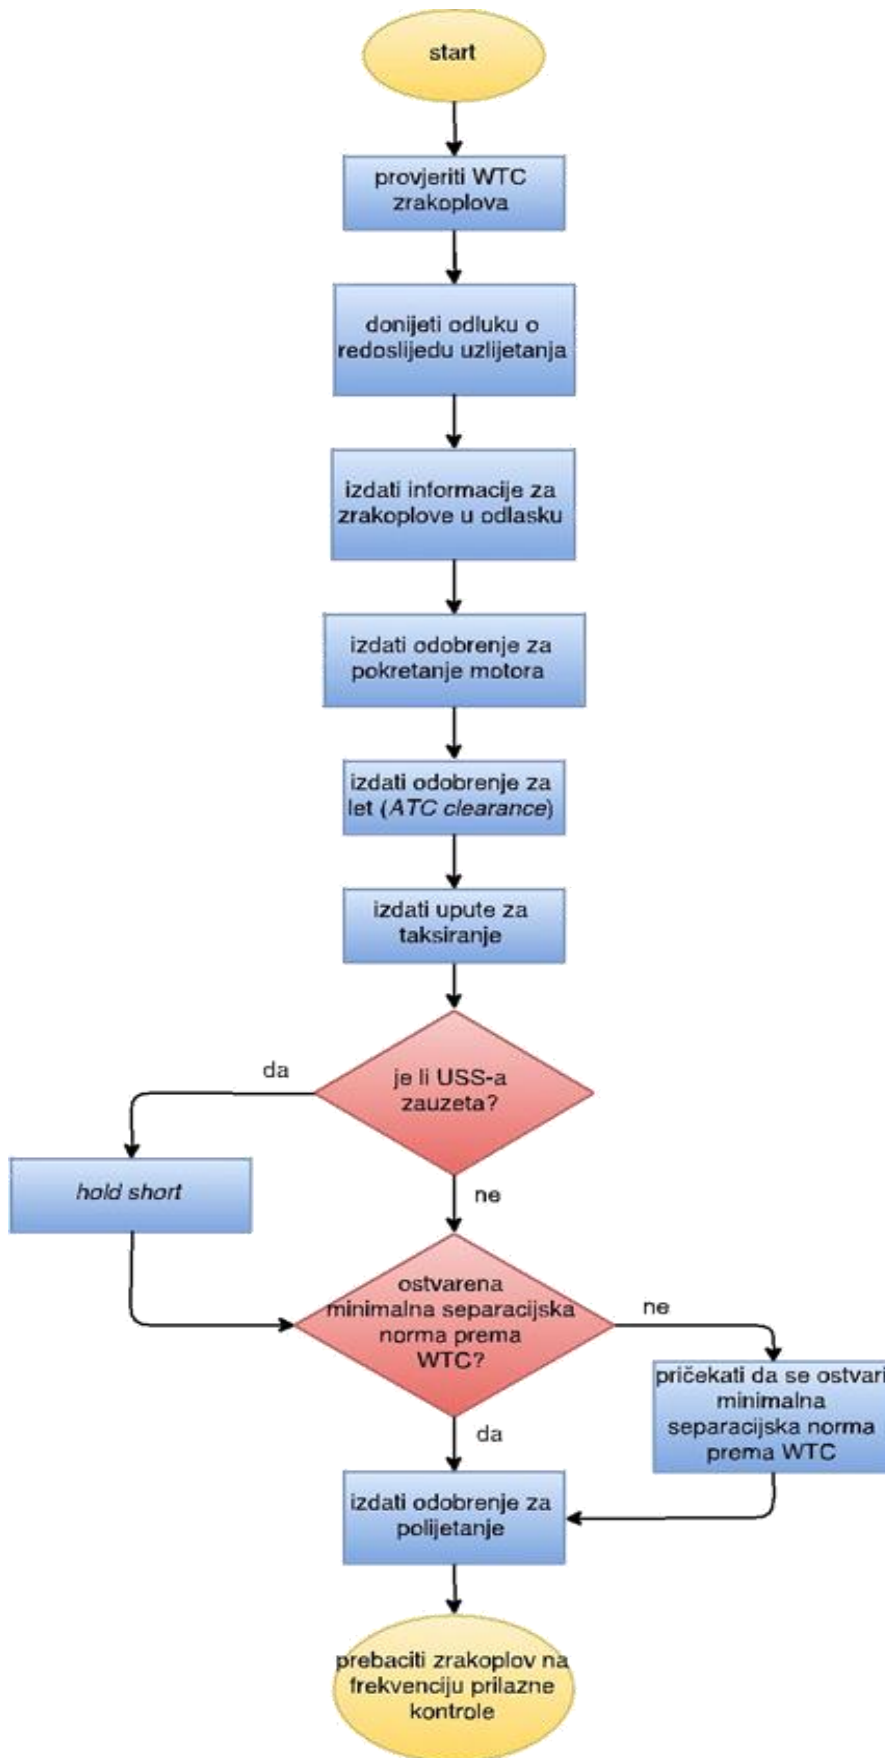 start
provjeriti WTC
zrakoplova
donijeti odluku o
redoslijedu uzlijetanja
izdati informacije za
zrakoplove u odlasku
izdati odobrenje za
pokretanje motora
izdati odobrenje za
let (ATC clearance)
izdati upute za
taksiranje
da
je li USS-a
zauzeta?
hold short
ne
ostvarena
minimalna separacijska
norma prema
WTC?
ne
pričekati da se ostvari
minimalna
separacijska norma
prema WTC
da
izdati odobrenje za
polijetanje
prebaciti zrakoplov na
frekvenciju prilazne
kontrole